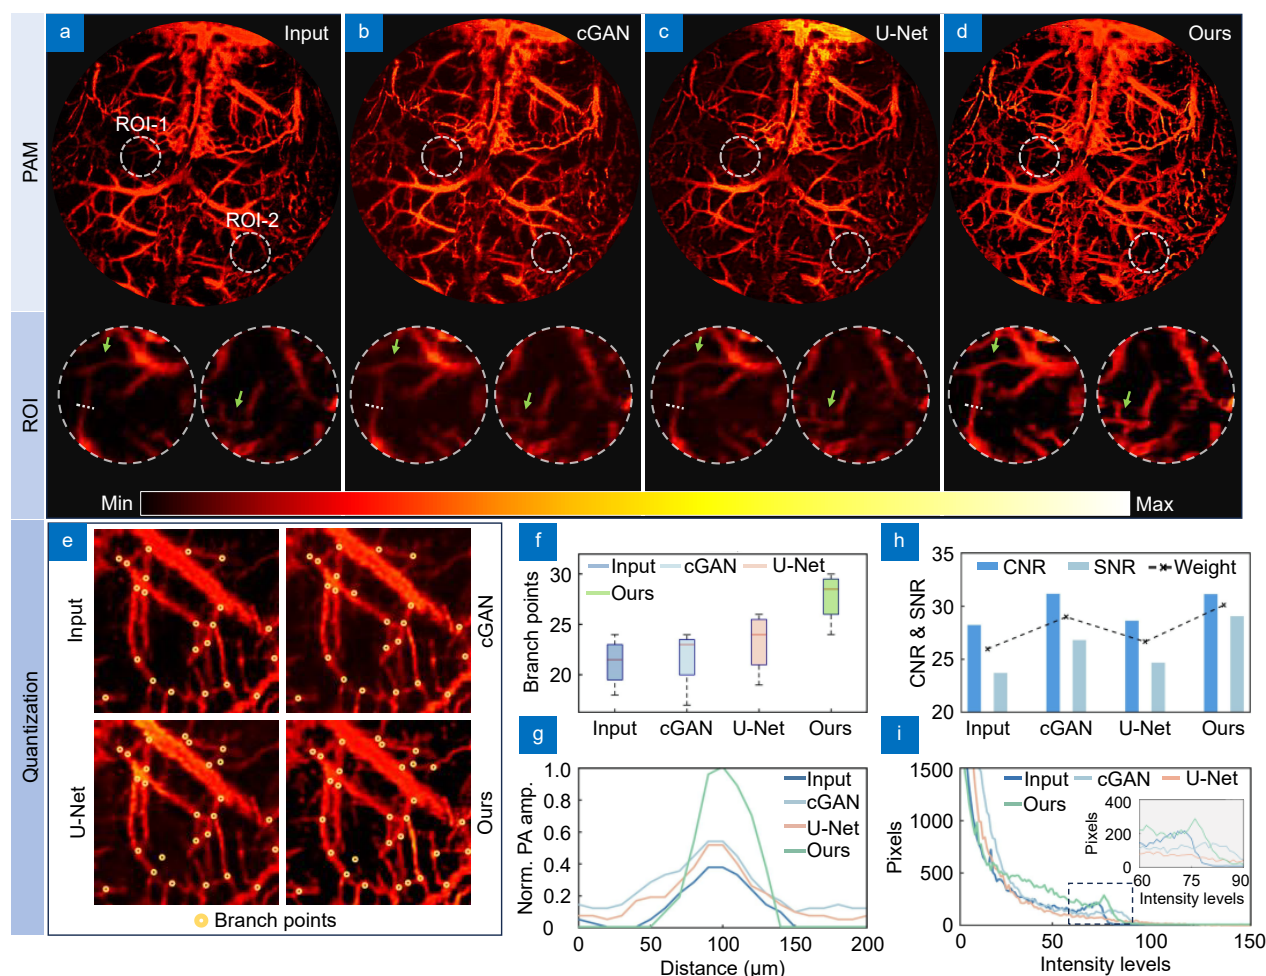 a
Input
b
cGAN
c
U-Net
d
Ours
PAM
ROI-1
ROI-2
ROI
Min
Max
Quantization
e
Input
cGAN
U-Net
Ours
Branch points
f
Branch points
30
25
20
Input
cGAN
U-Net
Ours
Input
cGAN
U-Net
Ours
g
Norm. PA amp.
1.0
0.8
0.6
0.4
0.2
0
0
50
100
150
200
Distance (µm)
Input
cGAN
U-Net
Ours
h
CNR & SNR
35
30
25
20
CNR
SNR
Weight
Input
cGAN
U-Net
Ours
i
Pixels
1500
1000
500
0
0
50
100
150
Intensity levels
Input
cGAN
U-Net
Ours
Pixels
400
200
0
60
75
90
Intensity levels